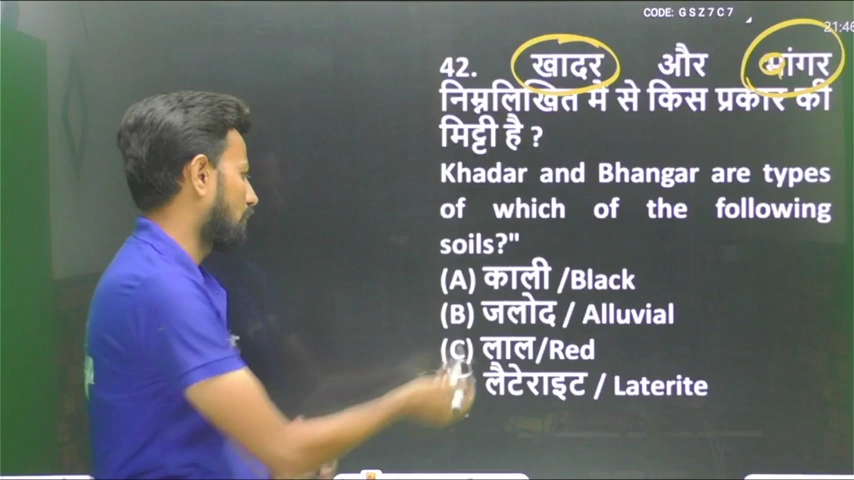 CODE: GSZ7C7
21:46
42. खादर और भांगर
निम्नलिखित में से किस प्रकार की
मिट्टी है ?
Khadar and Bhangar are types
of which of the following
soils?"
(A) काली /Black
(B) जलोद / Alluvial
(C) लाल/Red
लैटेराइट / Laterite